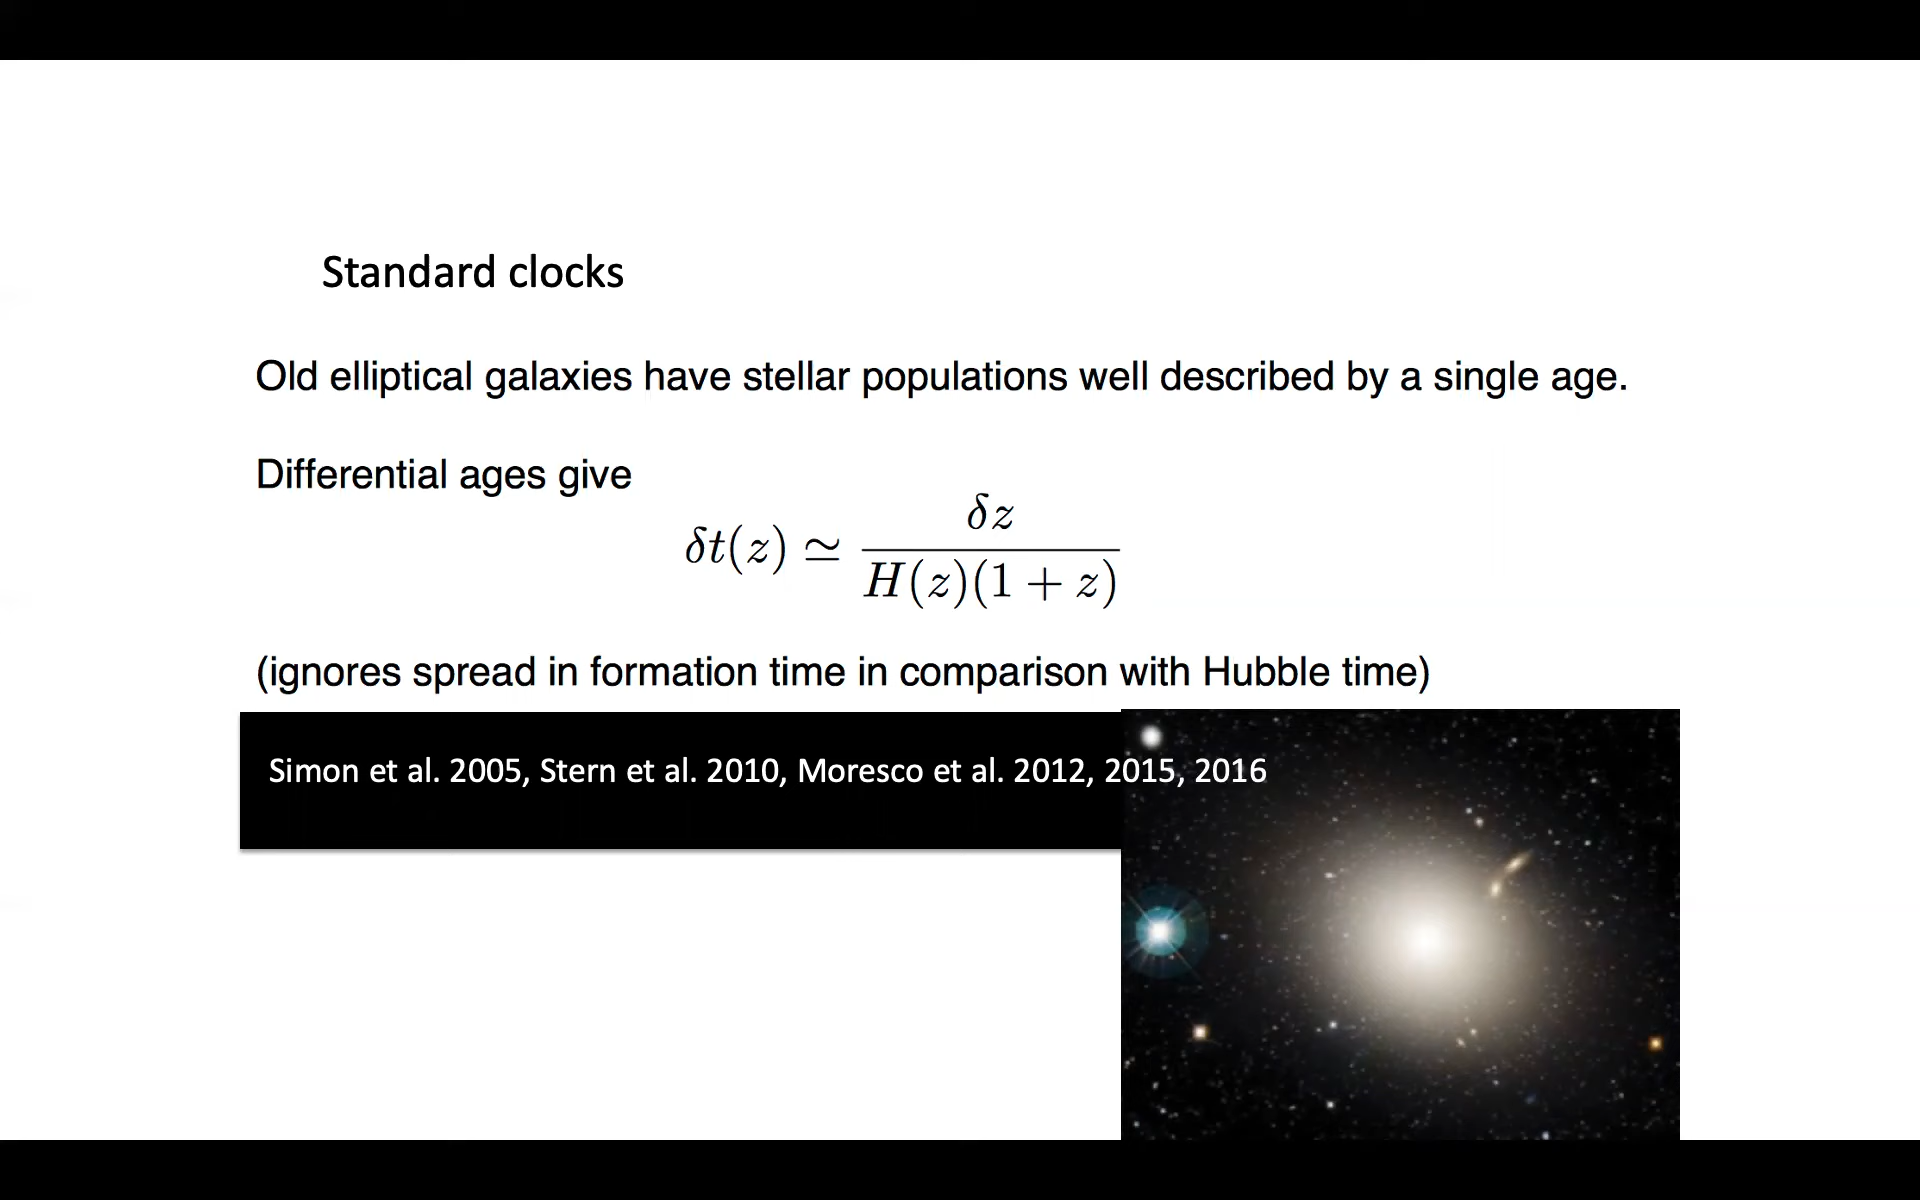 Standard clocks
Old elliptical galaxies have stellar populations well described by a single age.
Differential ages give
δt(z) ≃ δz / H(z)(1 + z)
(ignores spread in formation time in comparison with Hubble time)
Simon et al. 2005, Stern et al. 2010, Moresco et al. 2012, 2015, 2016